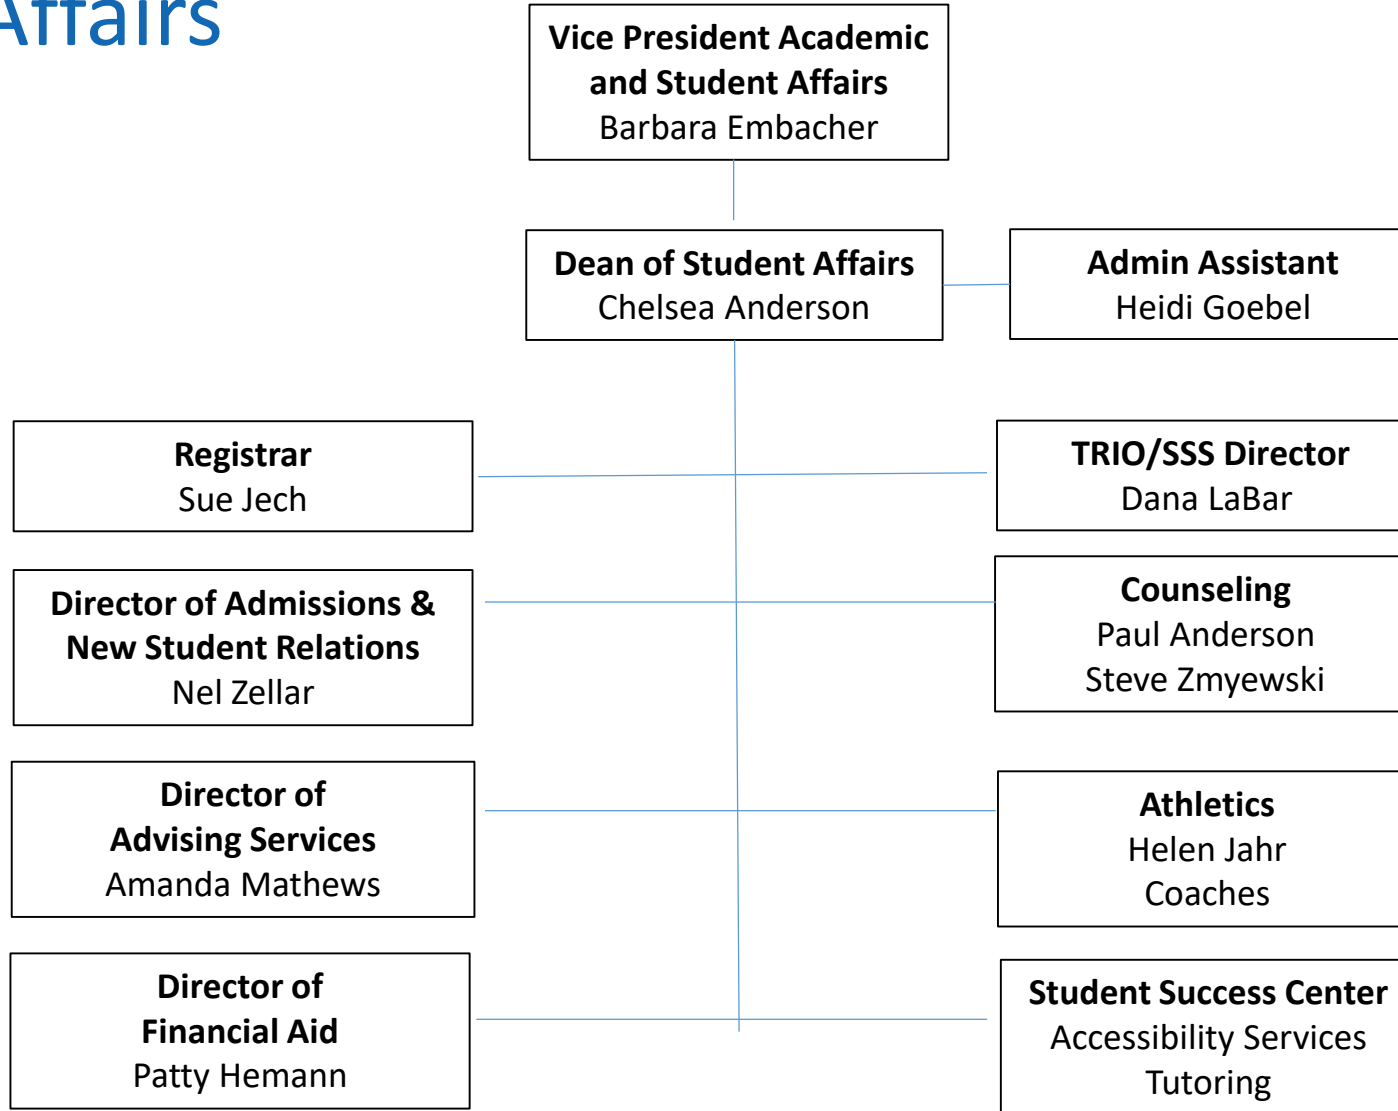 Affairs
Vice President Academic
and Student Affairs
Barbara Embacher
Dean of Student Affairs
Chelsea Anderson
Admin Assistant
Heidi Goebel
Registrar
Sue Jech
TRIO/SSS Director
Dana LaBar
Director of Admissions &
New Student Relations
Nel Zellar
Counseling
Paul Anderson
Steve Zmyewski
Director of
Advising Services
Amanda Mathews
Athletics
Helen Jahr
Coaches
Director of
Financial Aid
Patty Hemann
Student Success Center
Accessibility Services
Tutoring